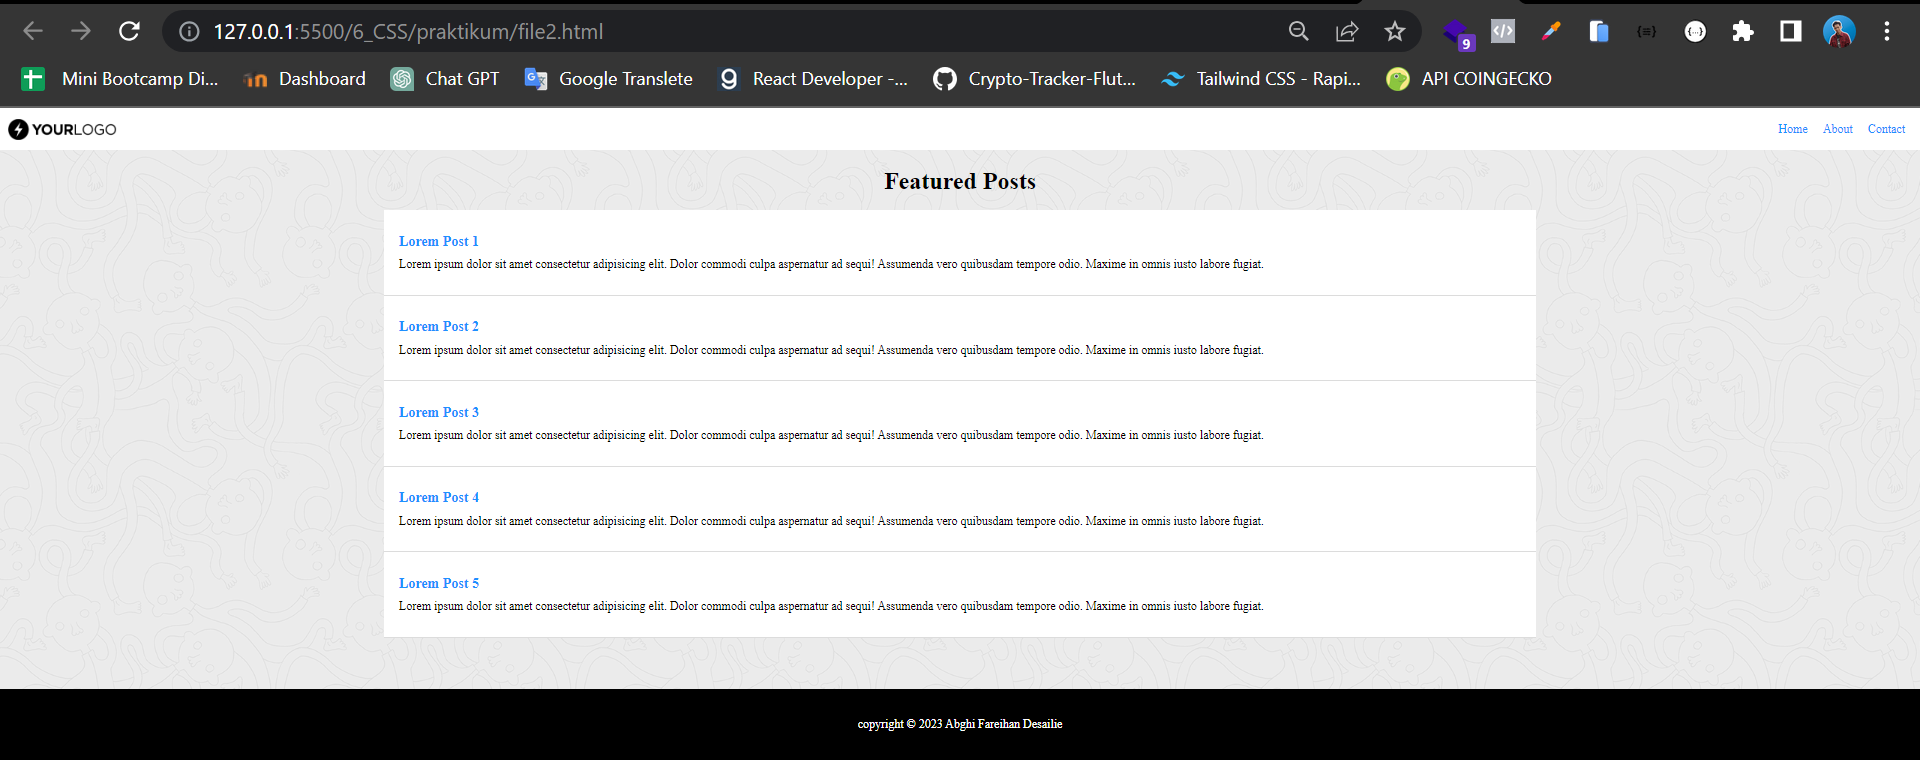 127.0.0.1:5500/6_CSS/praktikum/file2.html
9
Mini Bootcamp Di... Dashboard Chat GPT Google Translete React Developer -... Crypto-Tracker-Flut... Tailwind CSS - Rapi... API COINGECKO
YOURLOGO Home About Contact
Featured Posts
Lorem Post 1
Lorem ipsum dolor sit amet consectetur adipisicing elit. Dolor commodi culpa aspernatur ad sequi! Assumenda vero quibusdam tempore odio. Maxime in omnis iusto labore fugiat.
Lorem Post 2
Lorem ipsum dolor sit amet consectetur adipisicing elit. Dolor commodi culpa aspernatur ad sequi! Assumenda vero quibusdam tempore odio. Maxime in omnis iusto labore fugiat.
Lorem Post 3
Lorem ipsum dolor sit amet consectetur adipisicing elit. Dolor commodi culpa aspernatur ad sequi! Assumenda vero quibusdam tempore odio. Maxime in omnis iusto labore fugiat.
Lorem Post 4
Lorem ipsum dolor sit amet consectetur adipisicing elit. Dolor commodi culpa aspernatur ad sequi! Assumenda vero quibusdam tempore odio. Maxime in omnis iusto labore fugiat.
Lorem Post 5
Lorem ipsum dolor sit amet consectetur adipisicing elit. Dolor commodi culpa aspernatur ad sequi! Assumenda vero quibusdam tempore odio. Maxime in omnis iusto labore fugiat.
copyright © 2023 Abghi Fareihan Desailie